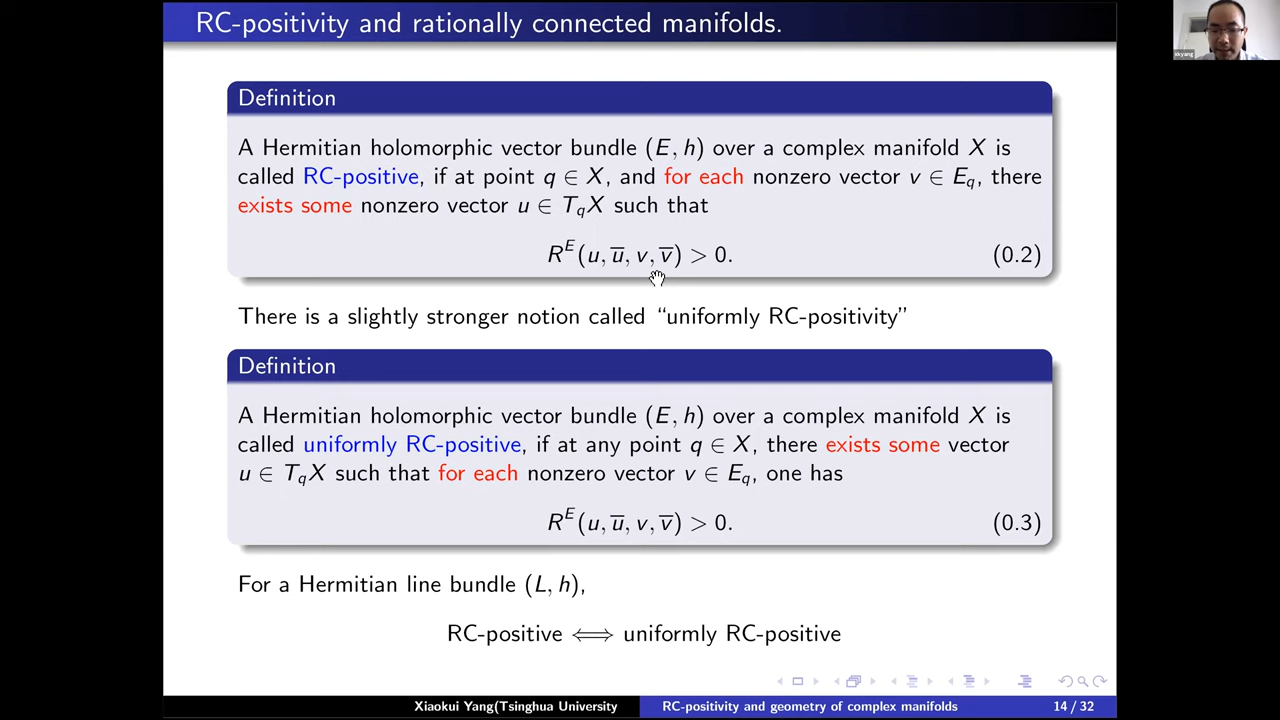 RC-positivity and rationally connected manifolds.
xkyang
Definition
A Hermitian holomorphic vector bundle (E, h) over a complex manifold X is
called RC-positive, if at point q ∈ X, and for each nonzero vector v ∈ E_q, there
exists some nonzero vector u ∈ T_qX such that
R^E(u, u̅, v, v̅) > 0. (0.2)
There is a slightly stronger notion called “uniformly RC-positivity”
Definition
A Hermitian holomorphic vector bundle (E, h) over a complex manifold X is
called uniformly RC-positive, if at any point q ∈ X, there exists some vector
u ∈ T_qX such that for each nonzero vector v ∈ E_q, one has
R^E(u, u̅, v, v̅) > 0. (0.3)
For a Hermitian line bundle (L, h),
RC-positive ⟺ uniformly RC-positive
Xiaokui Yang(Tsinghua University RC-positivity and geometry of complex manifolds 14 / 32